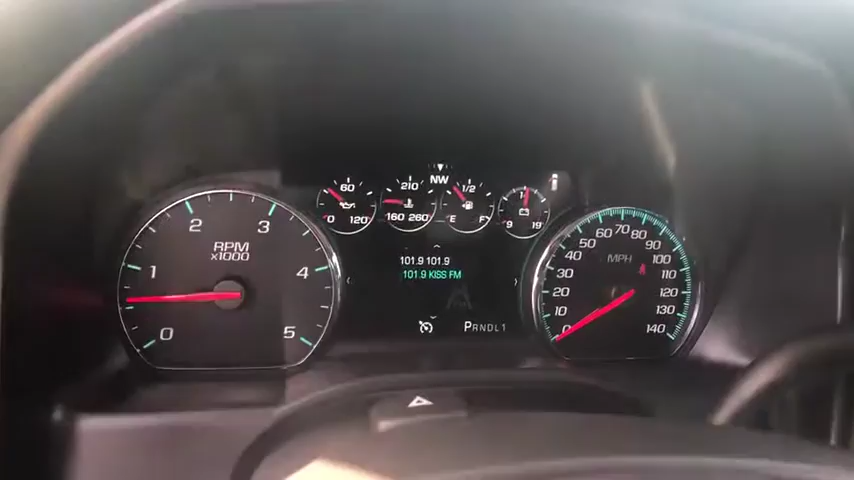 NW
60
0 120
210
160 260
1/2
E F
9 19
2 3
RPM
x1000
1 4
0 5
101.9 101.9
101.9 KISS FM
PRNDL1
60 70 80
50 90
40 MPH 100
30 110
20 120
10 130
0 140